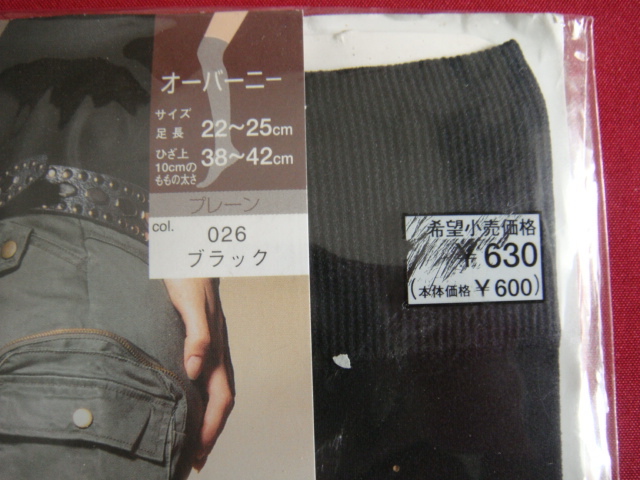 オーバーニー
サイズ
足長 22〜25cm
ひざ上
10cmの
ももの太さ
38〜42cm
プレーン
col.
026
ブラック
希望小売価格
¥630
(本体価格 ¥600)